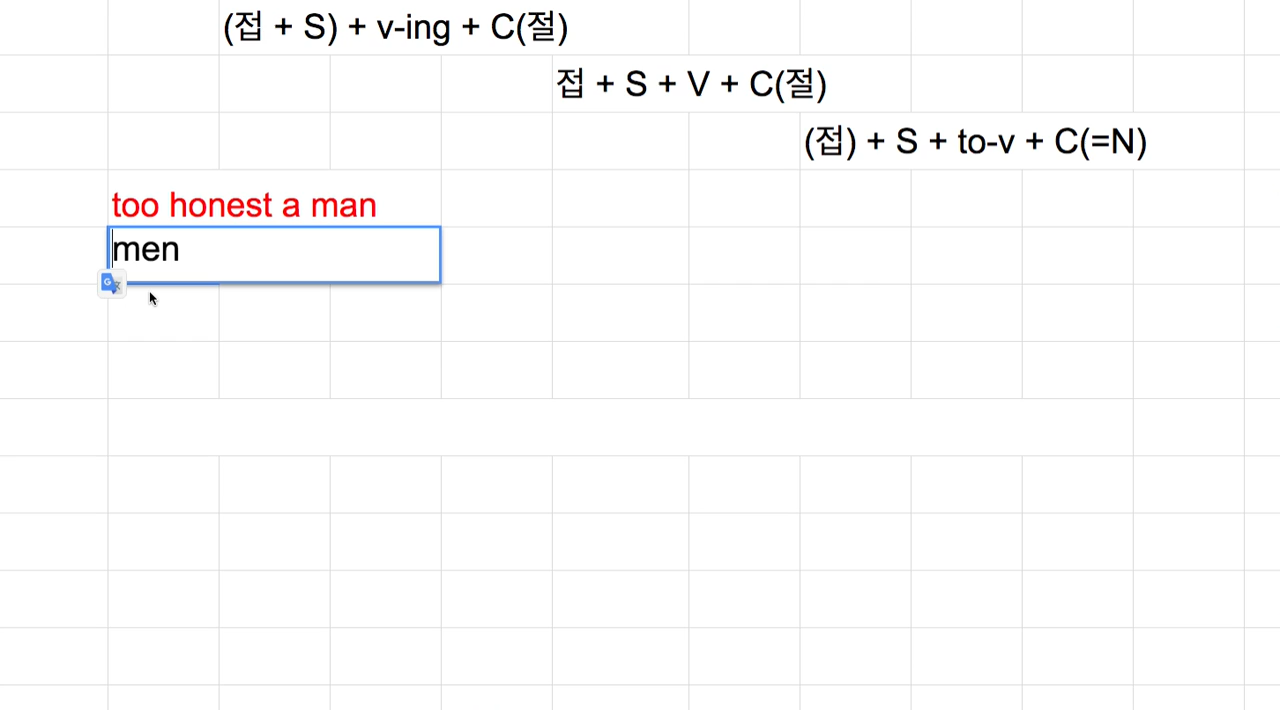 (접 + S) + v-ing + C(절)
접 + S + V + C(절)
(접) + S + to-v + C(=N)
too honest a man
men